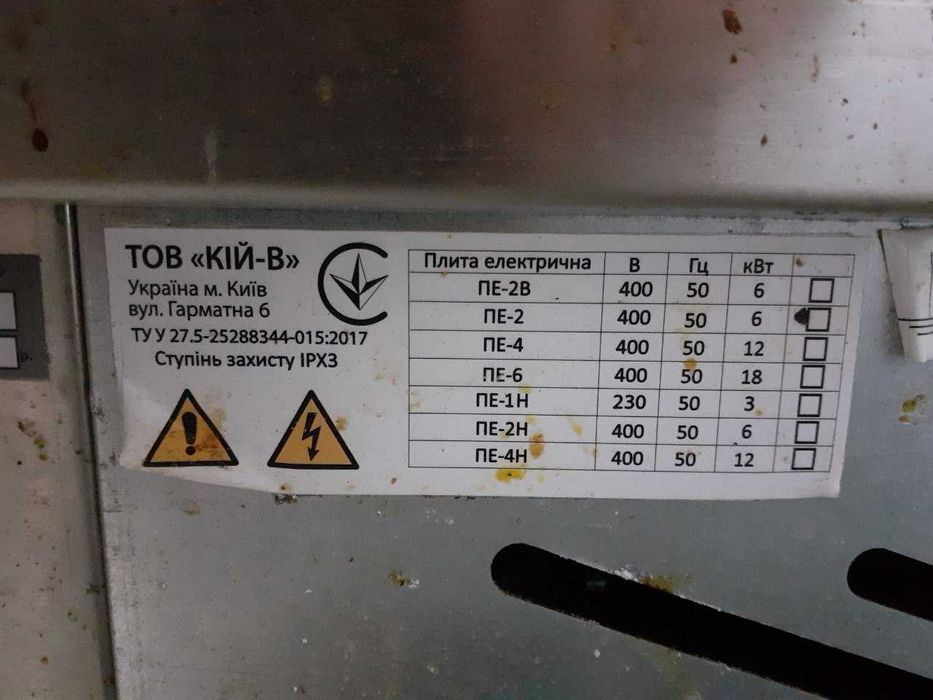 ТОВ «КІЙ-В»
Україна м. Київ
вул. Гарматна 6
ТУ У 27.5-25288344-015:2017
Ступінь захисту IPX3
Плита електрична В Гц кВт
ПЕ-2В 400 50 6
ПЕ-2 400 50 6
ПЕ-4 400 50 12
ПЕ-6 400 50 18
ПЕ-1Н 230 50 3
ПЕ-2Н 400 50 6
ПЕ-4Н 400 50 12
р.